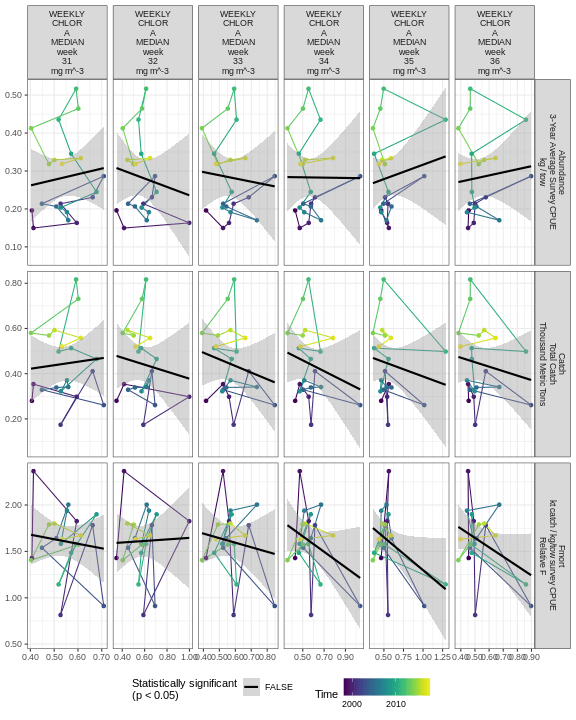 WEEKLY
CHLOR
A
MEDIAN
week
31
mg m^-3
WEEKLY
CHLOR
A
MEDIAN
week
32
mg m^-3
WEEKLY
CHLOR
A
MEDIAN
week
33
mg m^-3
WEEKLY
CHLOR
A
MEDIAN
week
34
mg m^-3
WEEKLY
CHLOR
A
MEDIAN
week
35
mg m^-3
WEEKLY
CHLOR
A
MEDIAN
week
36
mg m^-3
0.50
0.40
0.30
0.20
0.10
Abundance
3-Year Average Survey CPUE
kg / tow
0.80
0.60
0.40
0.20
Catch
Total Catch
Thousand Metric Tons
2.00
1.50
1.00
0.50
Fmort
kt catch / kg/tow survey CPUE
Relative F
0.40 0.50 0.60 0.70
0.40 0.60 0.80 1.00
0.40 0.50 0.60 0.70 0.80
0.50 0.70 0.90
0.50 0.75 1.00 1.25
0.40 0.50 0.60 0.70 0.80 0.90
Statistically significant
(p < 0.05)
FALSE
Time
2000 2010